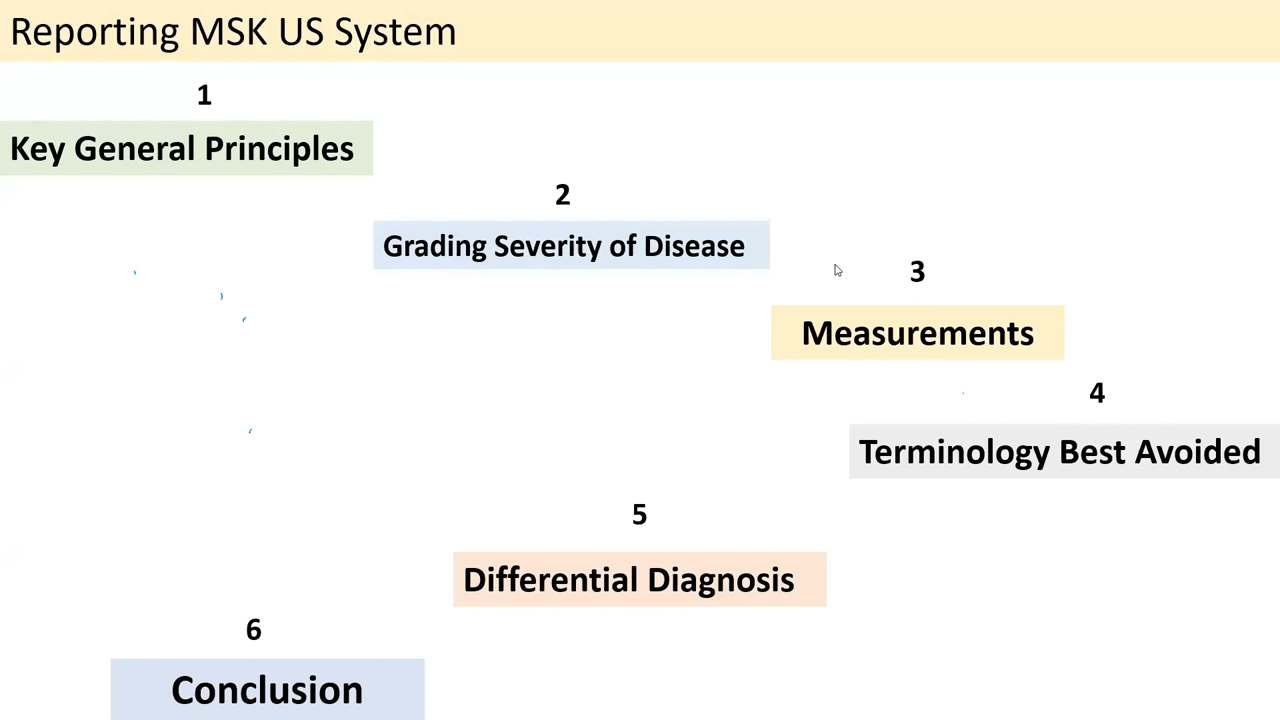 Reporting MSK US System
1
Key General Principles
2
Grading Severity of Disease
3
Measurements
4
Terminology Best Avoided
5
Differential Diagnosis
6
Conclusion